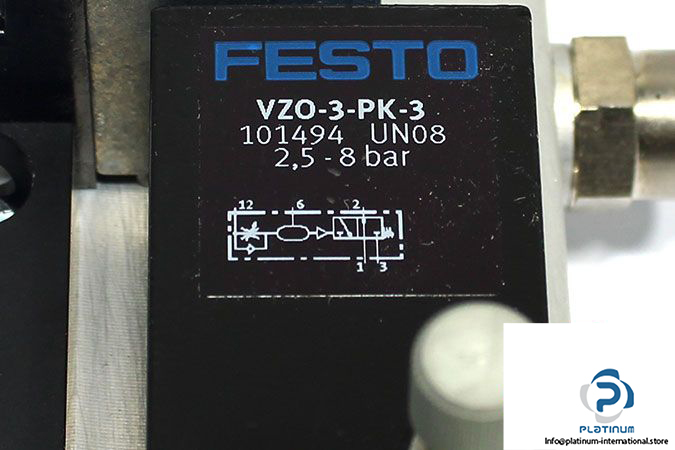 FESTO
VZO-3-PK-3
101494 UN08
2,5 - 8 bar
12 6 2
1 3
PLATINUM
Info@platinum-international.store